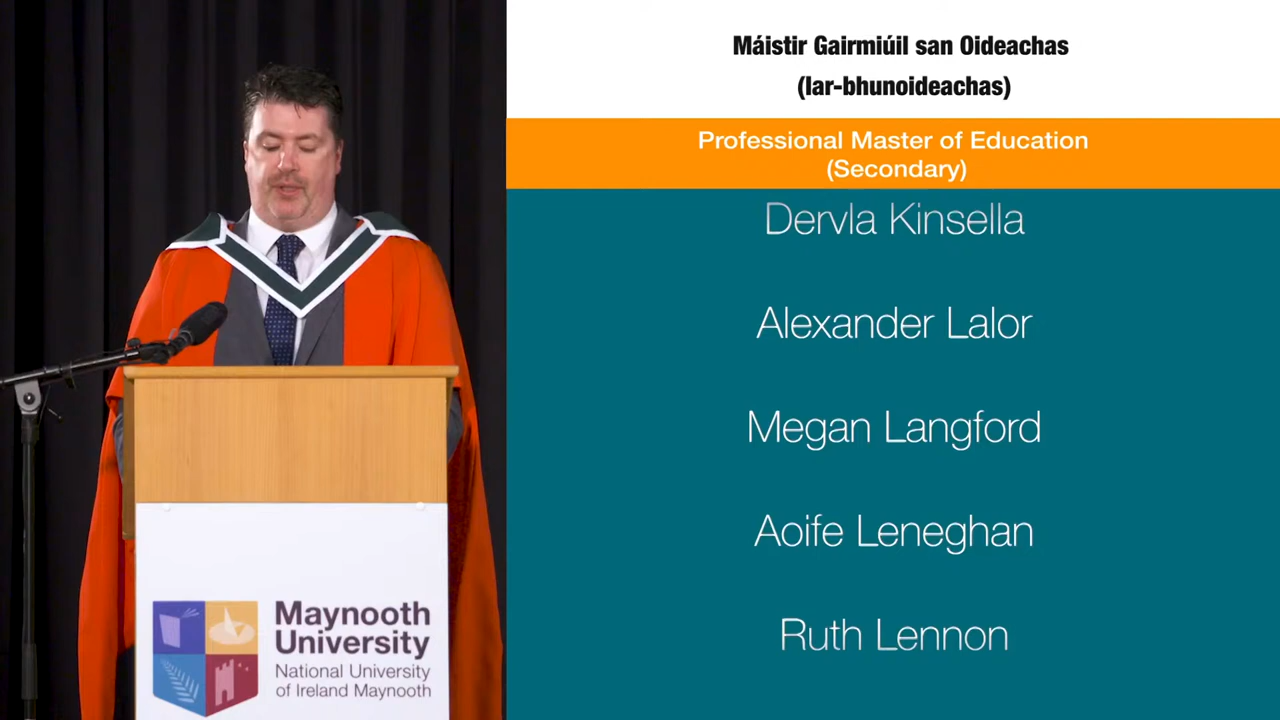 Máistir Gairmiúil san Oideachas
(Iar-bhunoideachas)
Professional Master of Education
(Secondary)
Dervla Kinsella
Alexander Lalor
Megan Langford
Aoife Leneghan
Ruth Lennon
Maynooth
University
National University
of Ireland Maynooth